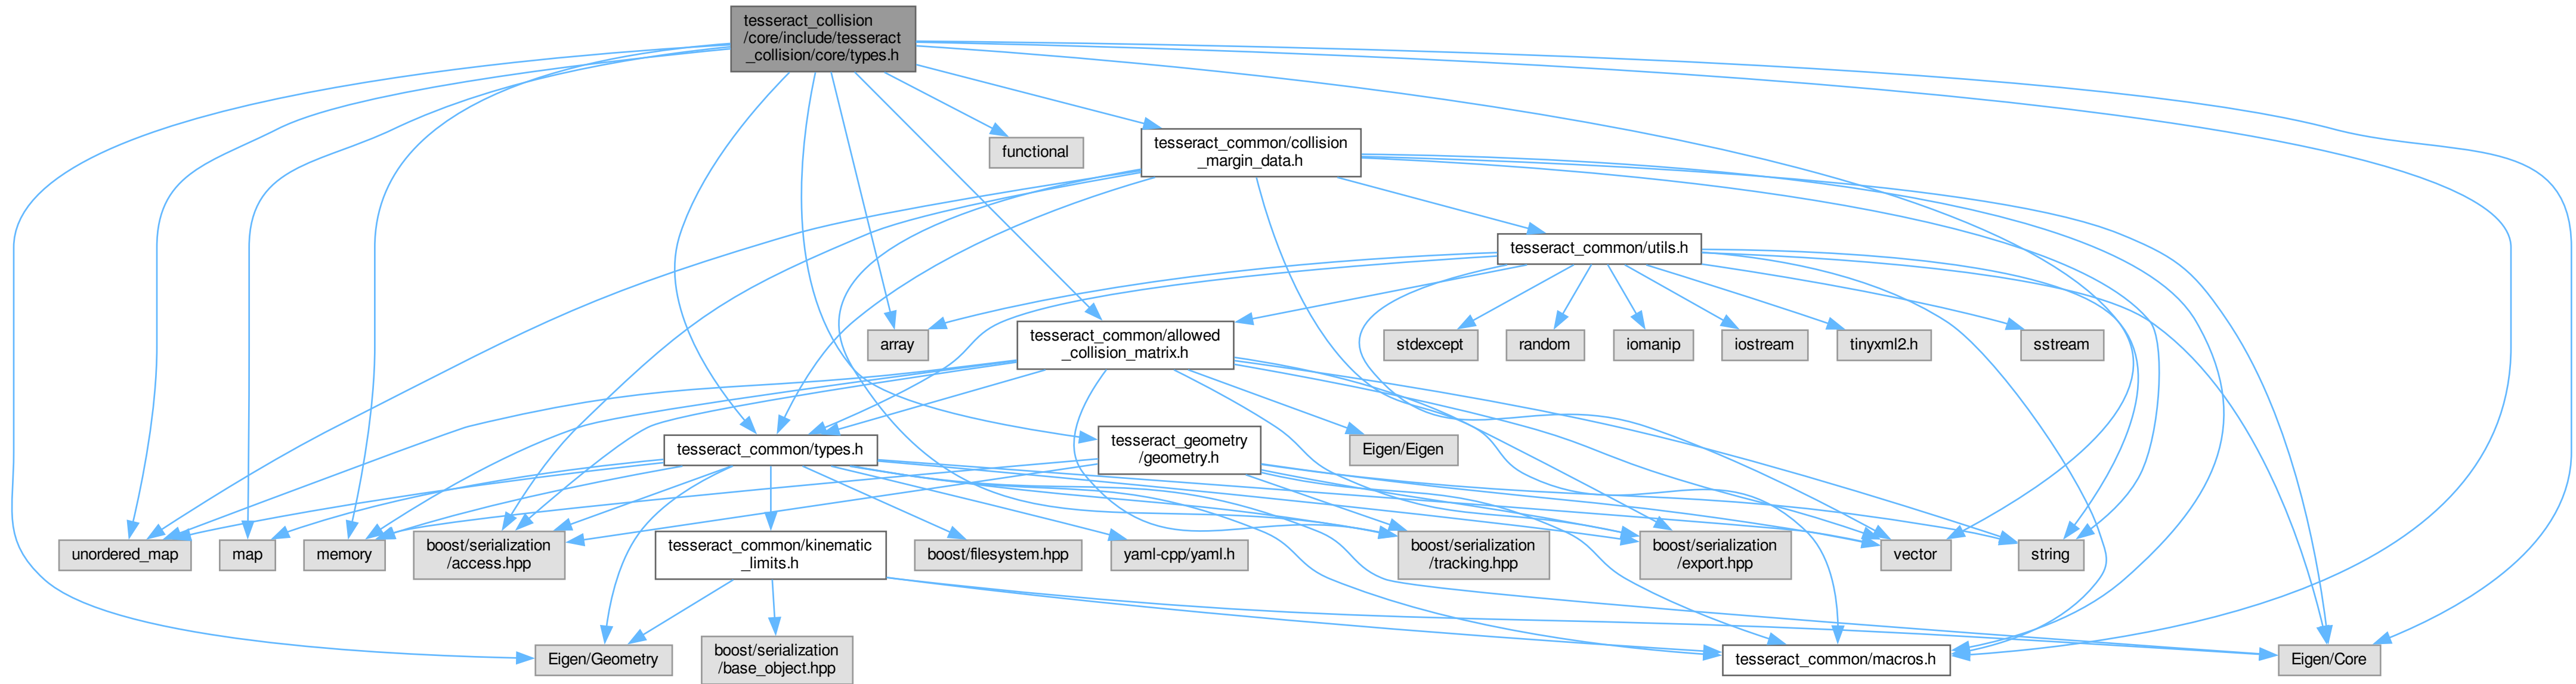 tesseract_collision
/core/include/tesseract
_collision/core/types.h
functional
tesseract_common/collision
_margin_data.h
tesseract_common/utils.h
array
tesseract_common/allowed
_collision_matrix.h
stdexcept
random
iomanip
iostream
tinyxml2.h
sstream
tesseract_common/types.h
tesseract_geometry
/geometry.h
Eigen/Eigen
unordered_map
map
memory
boost/serialization
/access.hpp
tesseract_common/kinematic
_limits.h
boost/filesystem.hpp
yaml-cpp/yaml.h
boost/serialization
/tracking.hpp
boost/serialization
/export.hpp
vector
string
Eigen/Geometry
boost/serialization
/base_object.hpp
tesseract_common/macros.h
Eigen/Core